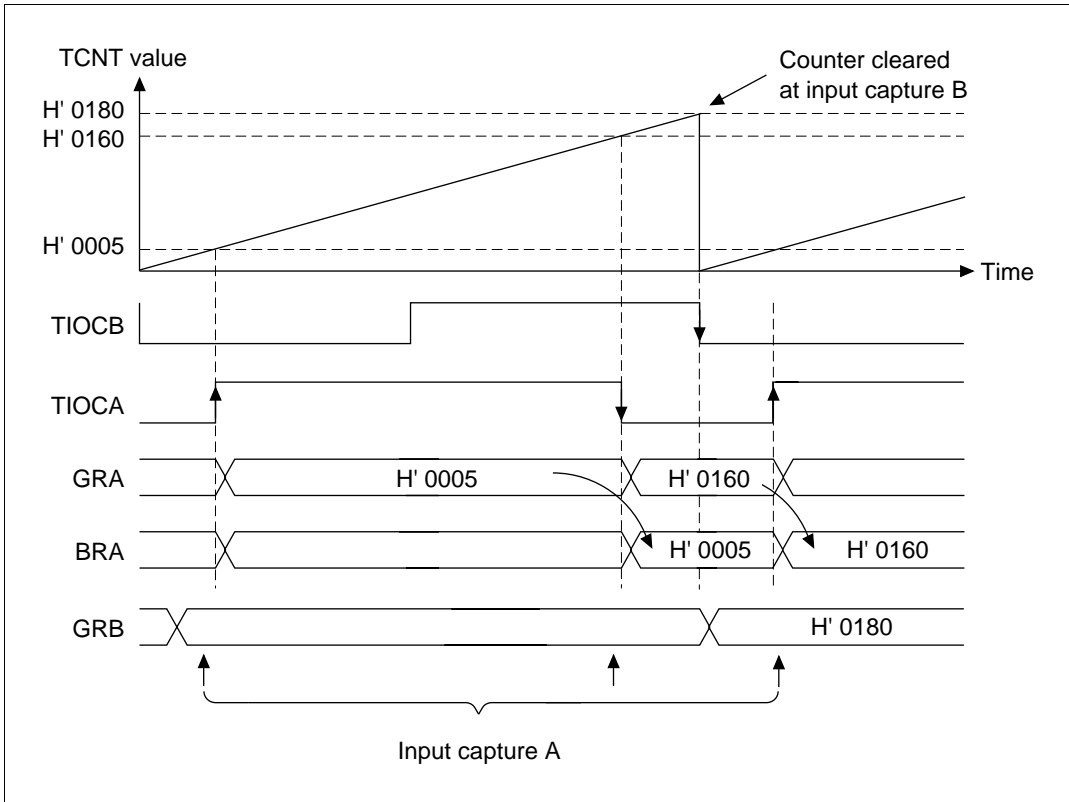 TCNT value
Counter cleared
at input capture B
H' 0180
H' 0160
H' 0005
Time
TIOCB
TIOCA
GRA
H' 0005
H' 0160
BRA
H' 0005
H' 0160
GRB
H' 0180
Input capture A